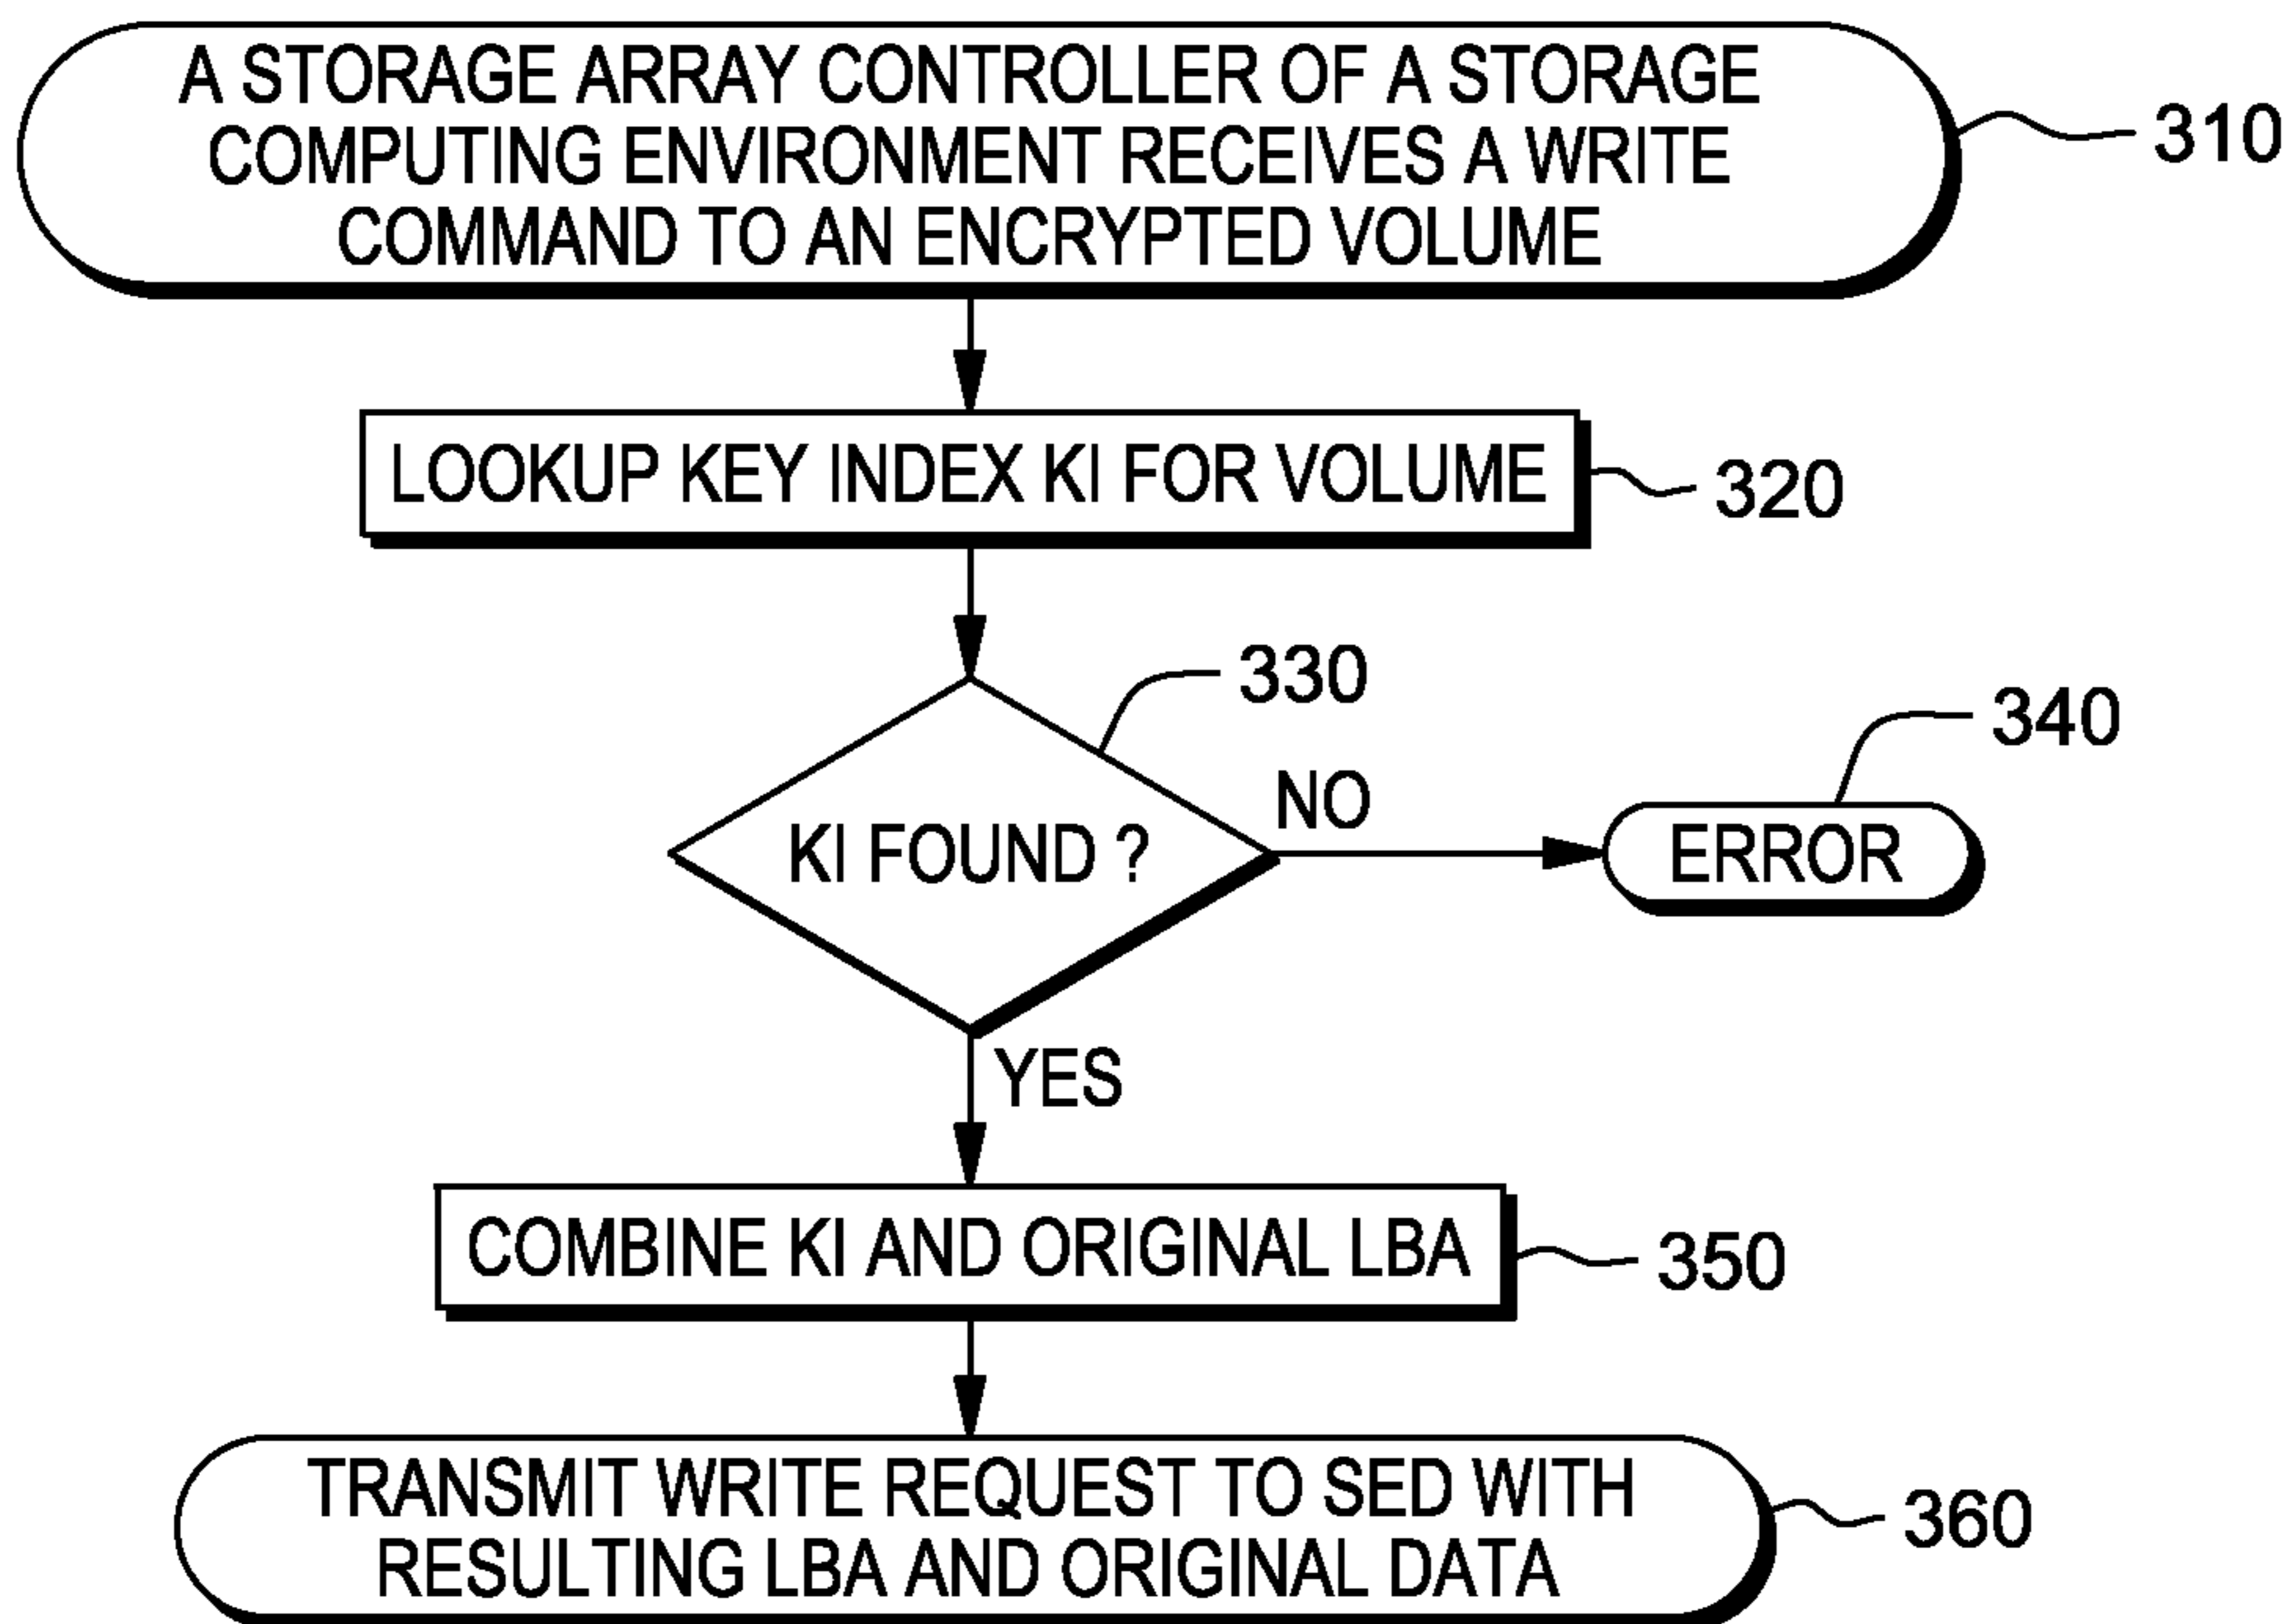 A STORAGE ARRAY CONTROLLER OF A STORAGE
COMPUTING ENVIRONMENT RECEIVES A WRITE
COMMAND TO AN ENCRYPTED VOLUME
310
LOOKUP KEY INDEX KI FOR VOLUME
320
330
KI FOUND ?
NO
340
ERROR
YES
COMBINE KI AND ORIGINAL LBA
350
TRANSMIT WRITE REQUEST TO SED WITH
RESULTING LBA AND ORIGINAL DATA
360